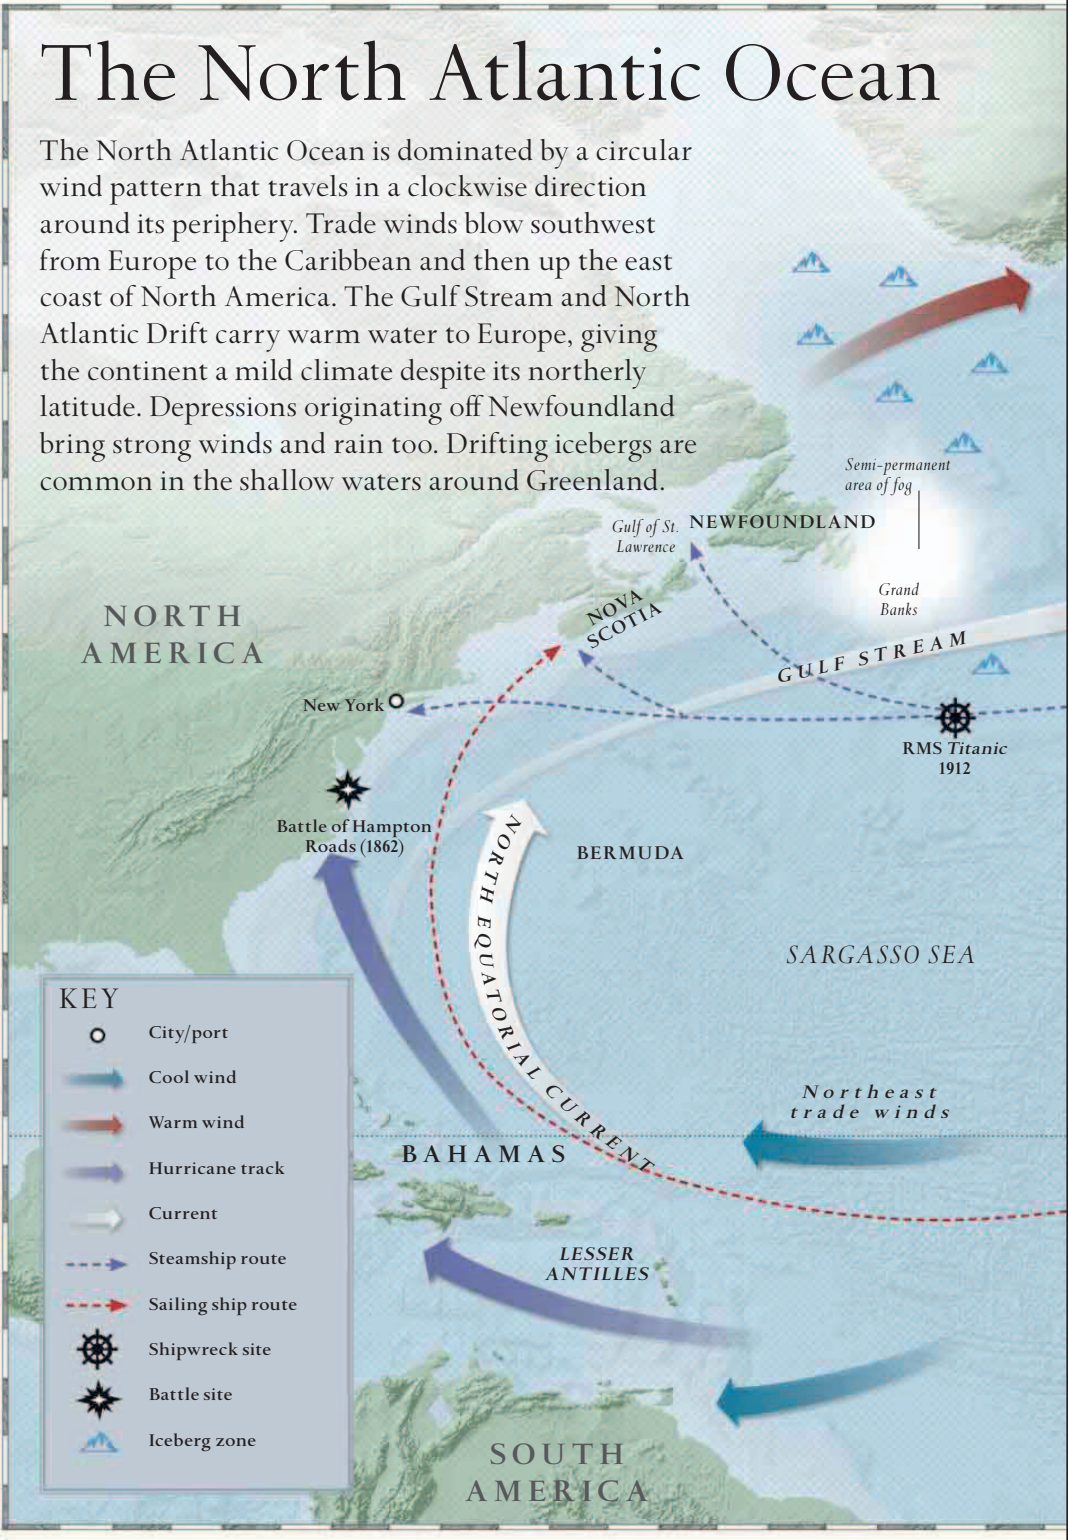 The North Atlantic Ocean
The North Atlantic Ocean is dominated by a circular
wind pattern that travels in a clockwise direction
around its periphery. Trade winds blow southwest
from Europe to the Caribbean and then up the east
coast of North America. The Gulf Stream and North
Atlantic Drift carry warm water to Europe, giving
the continent a mild climate despite its northerly
latitude. Depressions originating off Newfoundland
bring strong winds and rain too. Drifting icebergs are
common in the shallow waters around Greenland.
Semi-permanent
area of fog
Gulf of St.
Lawrence
NEWFOUNDLAND
Grand
Banks
NORTH
AMERICA
NOVA
SCOTIA
GULF STREAM
New York
RMS Titanic
1912
Battle of Hampton
Roads (1862)
BERMUDA
NORTH EQUATORIAL CURRENT
SARGASSO SEA
Northeast
trade winds
BAHAMAS
LESSER
ANTILLES
SOUTH
AMERICA
KEY
City/port
Cool wind
Warm wind
Hurricane track
Current
Steamship route
Sailing ship route
Shipwreck site
Battle site
Iceberg zone